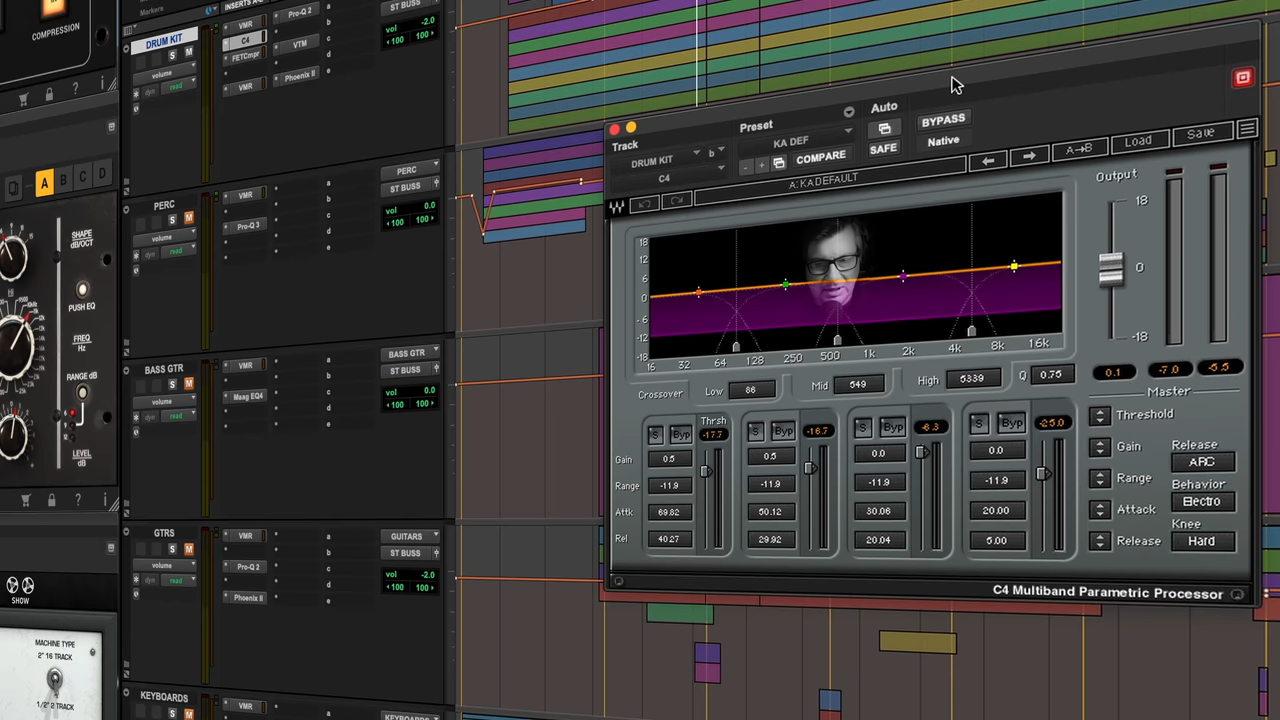 COMPRESSION
A B C D
SHAPE
dB/OCT
PUSH EQ
FREQ
Hz
RANGE dB
LEVEL
dB
SHOW
MACHINE TYPE
2" 16 TRACK
1/2" 2 TRACK
Markers
INSERTS A-E
DRUM KIT
S M
volume
dyn read
VMR
C4
FETCmpr
VMR
Pro-Q 2
VTM
Phoenix II
a
b
c
d
e
ST BUSS
vol -2.0
100 100
PERC
S M
volume
dyn read
Pro-Q 3
a
b
c
d
e
PERC
ST BUSS
vol 0.0
100 100
BASS GTR
S M
volume
dyn read
VMR
Maag EQ4
a
b
c
d
e
BASS GTR
ST BUSS
vol 0.0
100 100
GTRS
S M
volume
dyn read
VMR
Pro-Q 2
Phoenix II
a
b
c
d
e
GUITARS
ST BUSS
vol -2.0
100 100
KEYBOARDS
S M
VMR
a
b
KEYBOARDS
Track
Preset
Auto
DRUM KIT b
KA DEF
BYPASS
C4
- + COMPARE
SAFE
Native
A: KA DEFAULT
A→B
Load
Save
18
12
6
0
-6
-12
-18
16 32 64 128 250 500 1k 2k 4k 8k 16k
Output
18
0
-18
0.1 -7.0 -5.5
Crossover Low 86 Mid 549 High 5339 Q 0.75
Master
Thrsh
S Byp -17.7
S Byp -16.7
S Byp -6.3
S Byp -25.0
Gain 0.5 0.5 0.0 0.0
Range -11.9 -11.9 -11.9 -11.9
Attk 69.82 50.12 30.06 20.00
Rel 40.27 29.92 20.04 5.00
Threshold
Gain
Range
Attack
Release
Release
ARC
Behavior
Electro
Knee
Hard
C4 Multiband Parametric Processor